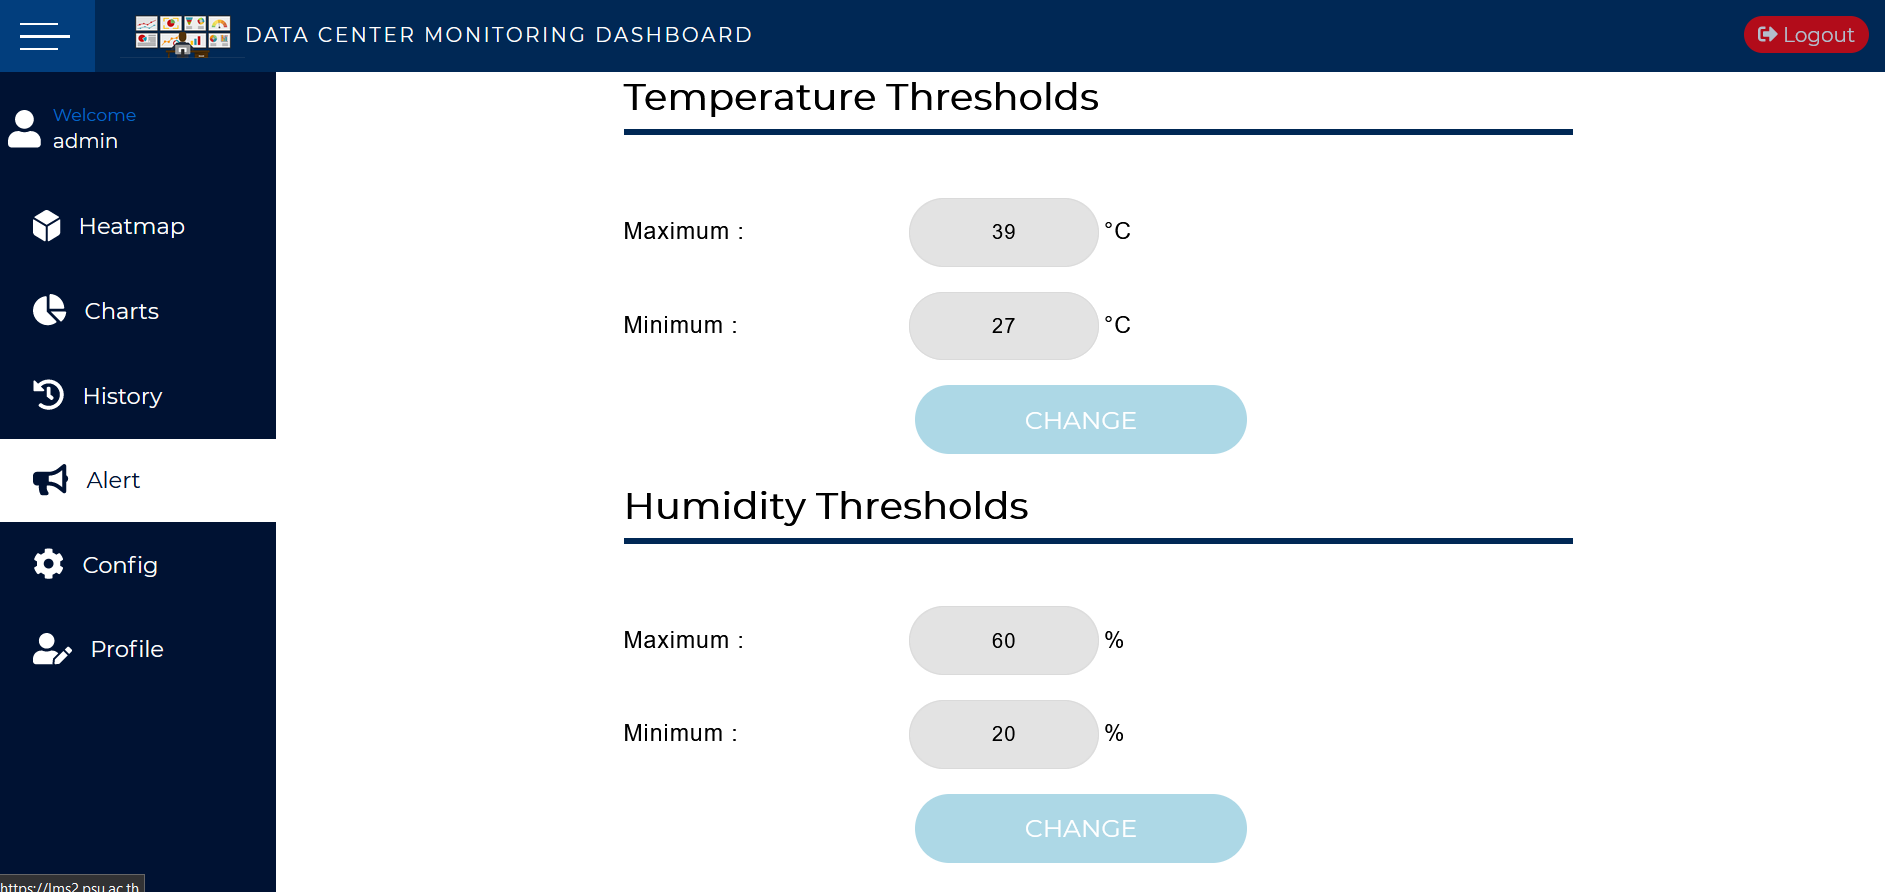 DATA CENTER MONITORING DASHBOARD
Logout
Welcome
admin
Heatmap
Charts
History
Alert
Config
Profile
Temperature Thresholds
Maximum : 39 °C
Minimum : 27 °C
CHANGE
Humidity Thresholds
Maximum : 60 %
Minimum : 20 %
CHANGE
https://lms2.psu.ac.th